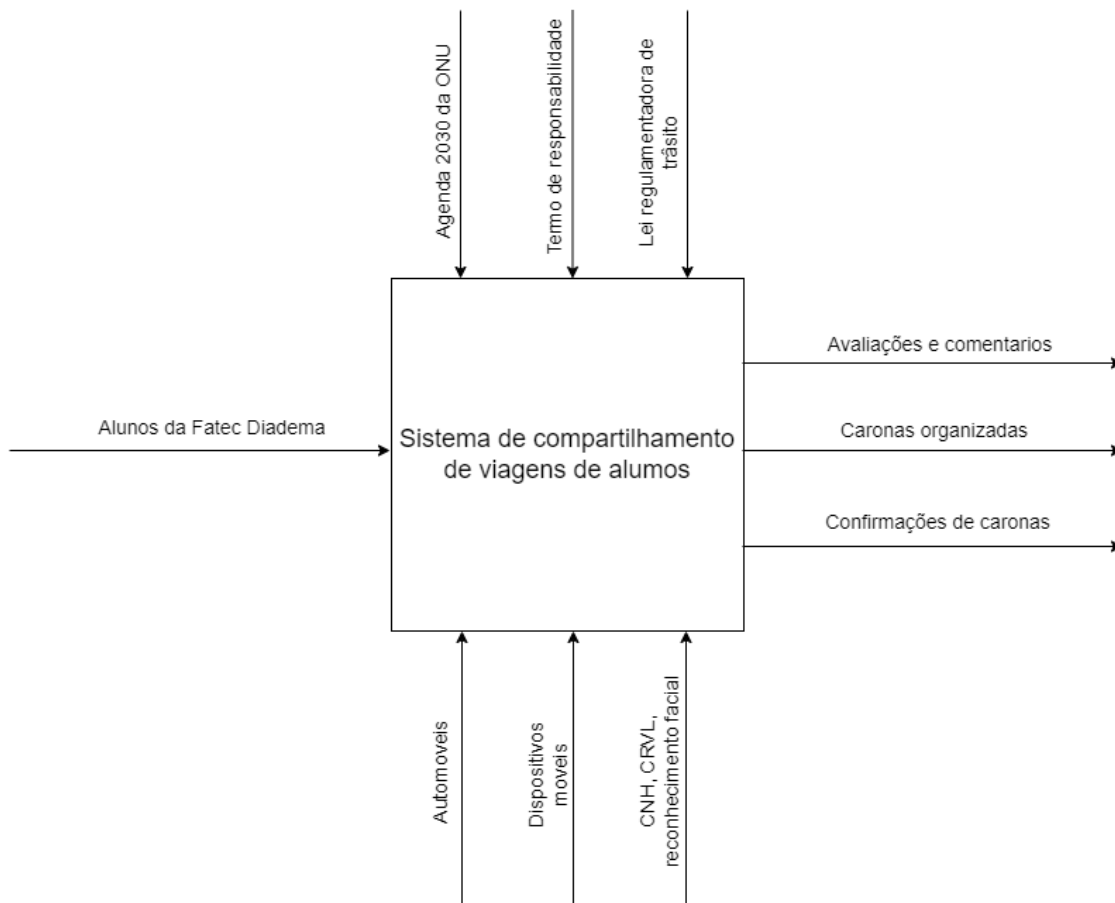 Agenda 2030 da ONU
Termo de responsabilidade
Lei regulamentadora de
trâsito
Avaliações e comentarios
Alunos da Fatec Diadema
Sistema de compartilhamento
de viagens de alumos
Caronas organizadas
Confirmações de caronas
Automoveis
Dispositivos
moveis
CNH, CRVL,
reconhecimento facial